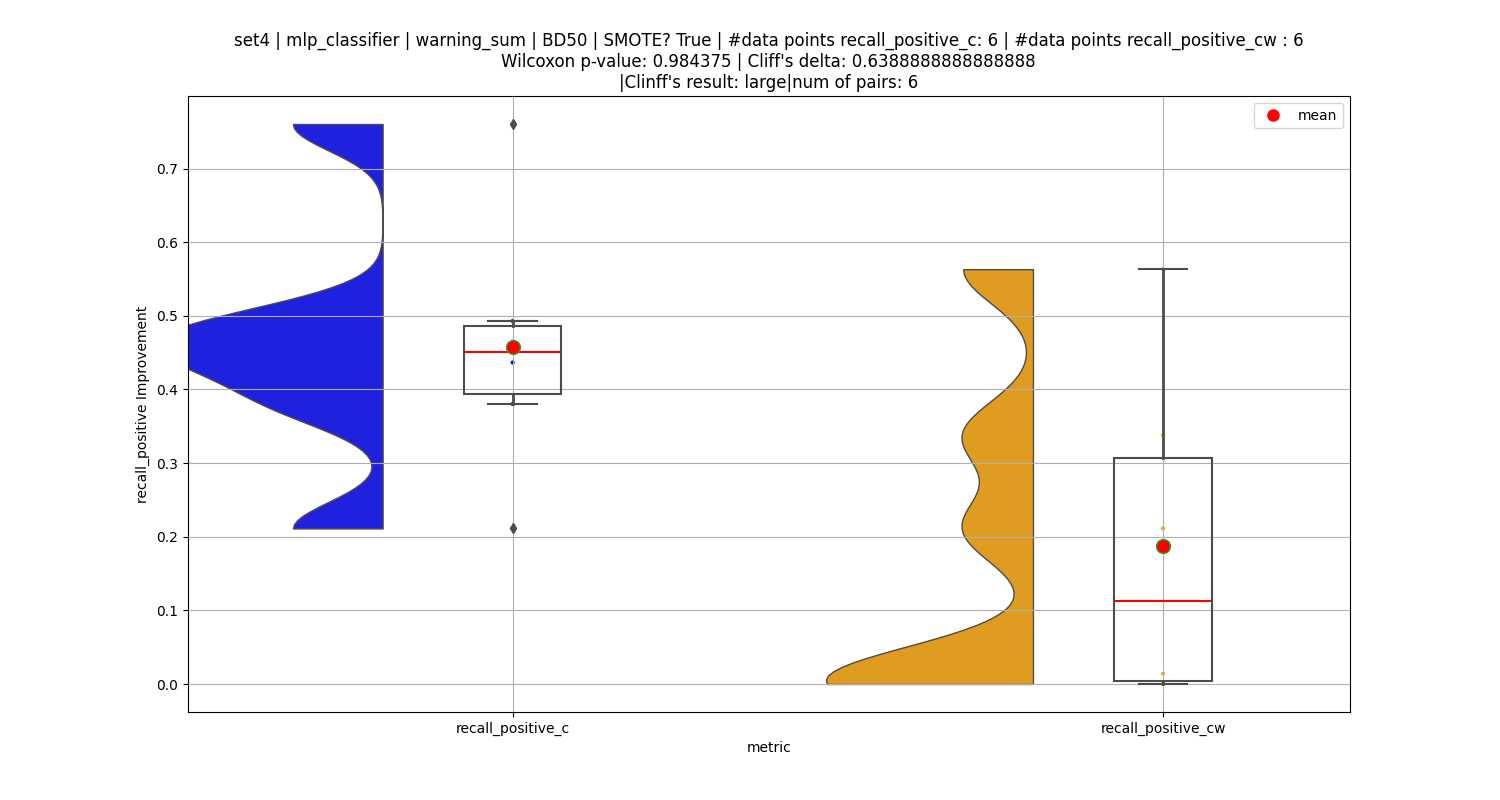 set4 | mlp_classifier | warning_sum | BD50 | SMOTE? True | #data points recall_positive_c: 6 | #data points recall_positive_cw : 6
Wilcoxon p-value: 0.984375 | Cliff's delta: 0.6388888888888888
|Clinff's result: large|num of pairs: 6
mean
0.7
0.6
0.5
0.4
0.3
0.2
0.1
0.0
recall_positive Improvement
recall_positive_c
recall_positive_cw
metric